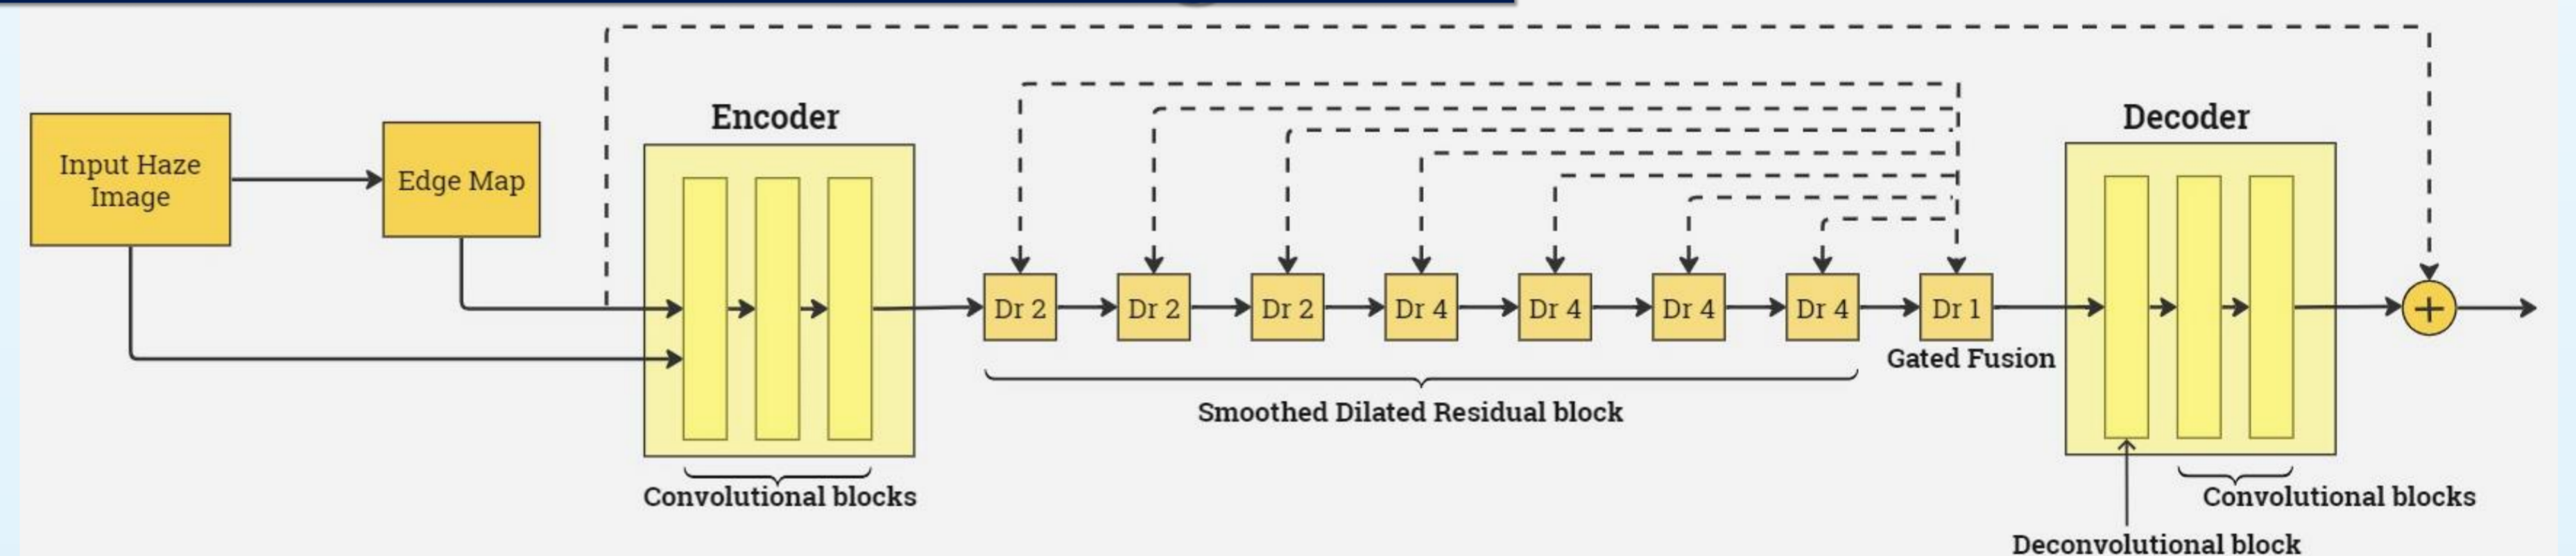 Input Haze
Image
Edge Map
Encoder
Convolutional blocks
Dr 2
Dr 2
Dr 2
Dr 4
Dr 4
Dr 4
Dr 4
Dr 1
Smoothed Dilated Residual block
Gated Fusion
Decoder
+
Convolutional blocks
Deconvolutional block